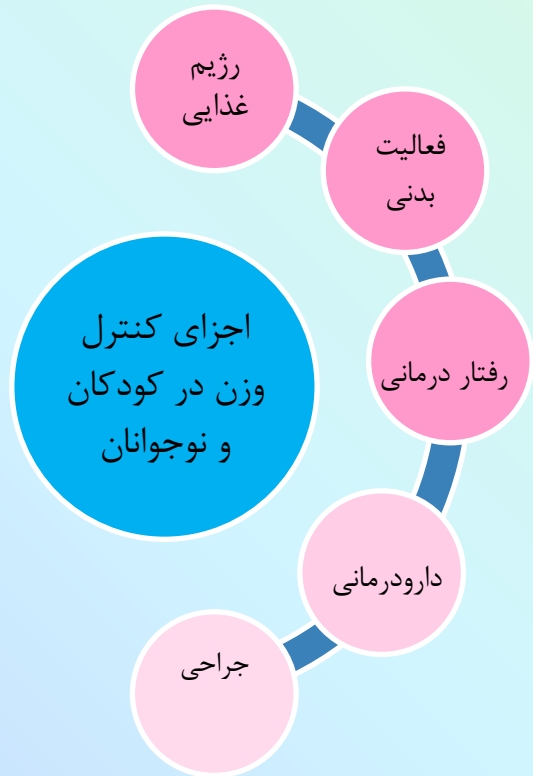 رژیم
غذایی
فعالیت
بدنی
اجزای کنترل
وزن در کودکان
و نوجوانان
رفتار درمانی
دارودرمانی
جراحی